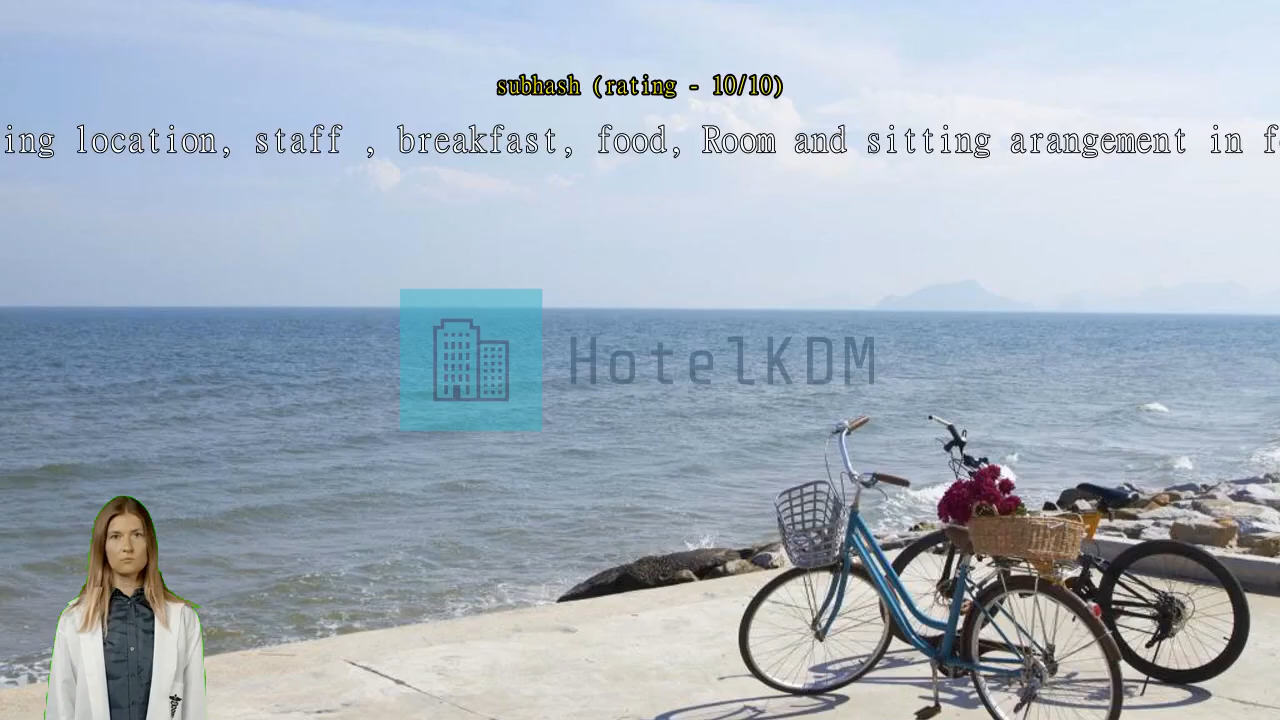 subhash (rating - 10/10)
ing location, staff , breakfast, food, Room and sitting arangement in
HotelKDM